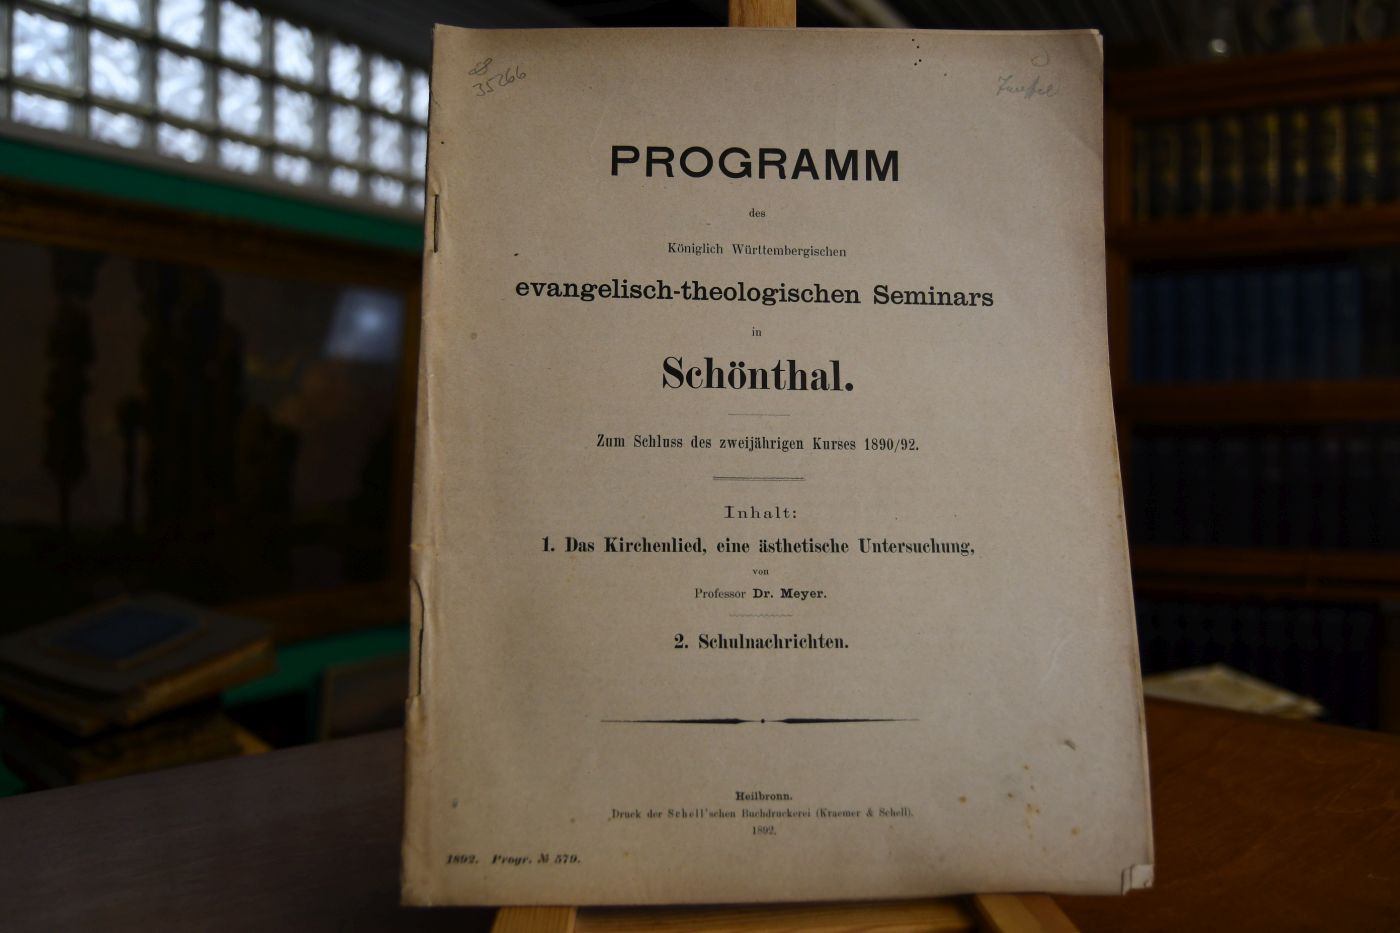 35266
PROGRAMM
des
Königlich Württembergischen
evangelisch-theologischen Seminars
in
Schönthal.
Zum Schluss des zweijährigen Kurses 1890/92.
Inhalt:
1. Das Kirchenlied, eine ästhetische Untersuchung,
von
Professor Dr. Meyer.
2. Schulnachrichten.
Heilbronn.
Druck der Schell'schen Buchdruckerei (Kraemer & Schell).
1892.
1892. Progr. № 579.